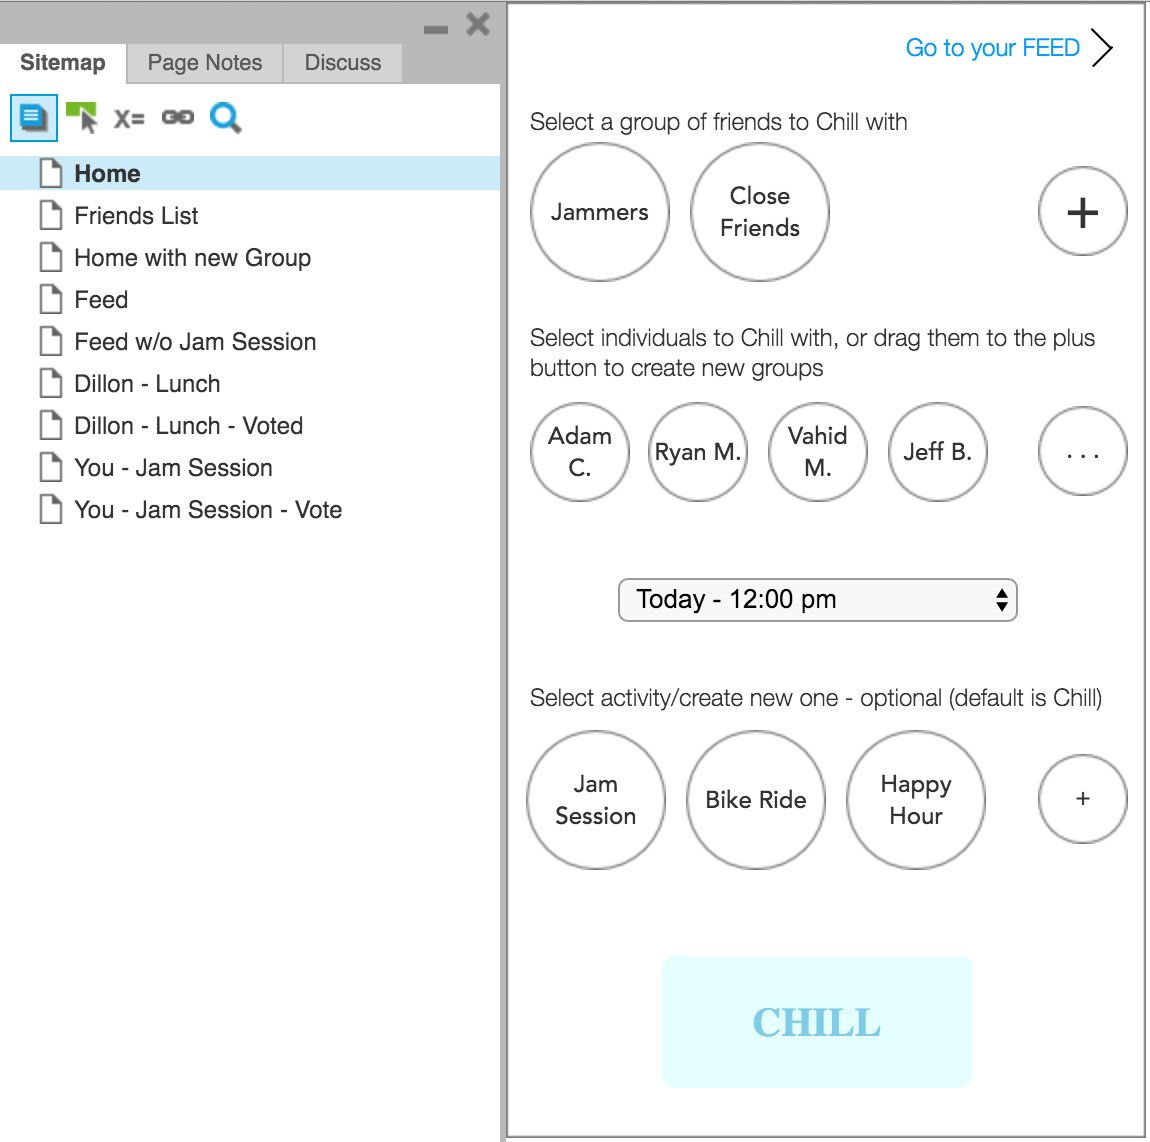 Sitemap
Page Notes
Discuss
X=
Home
Friends List
Home with new Group
Feed
Feed w/o Jam Session
Dillon - Lunch
Dillon - Lunch - Voted
You - Jam Session
You - Jam Session - Vote
Go to your FEED
Select a group of friends to Chill with
Jammers
Close
Friends
+
Select individuals to Chill with, or drag them to the plus
button to create new groups
Adam
C.
Ryan M.
Vahid
M.
Jeff B.
...
Today - 12:00 pm
Select activity/create new one - optional (default is Chill)
Jam
Session
Bike Ride
Happy
Hour
+
CHILL